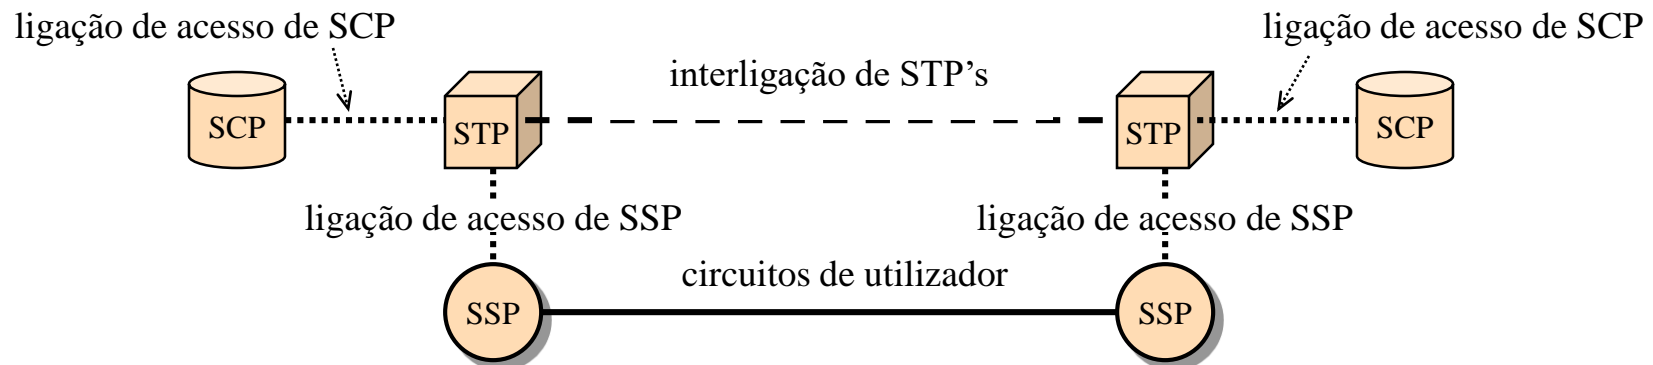 ligação de acesso de SCP
ligação de acesso de SCP
interligação de STP’s
SCP
STP
STP
SCP
ligação de acesso de SSP
ligação de acesso de SSP
circuitos de utilizador
SSP
SSP